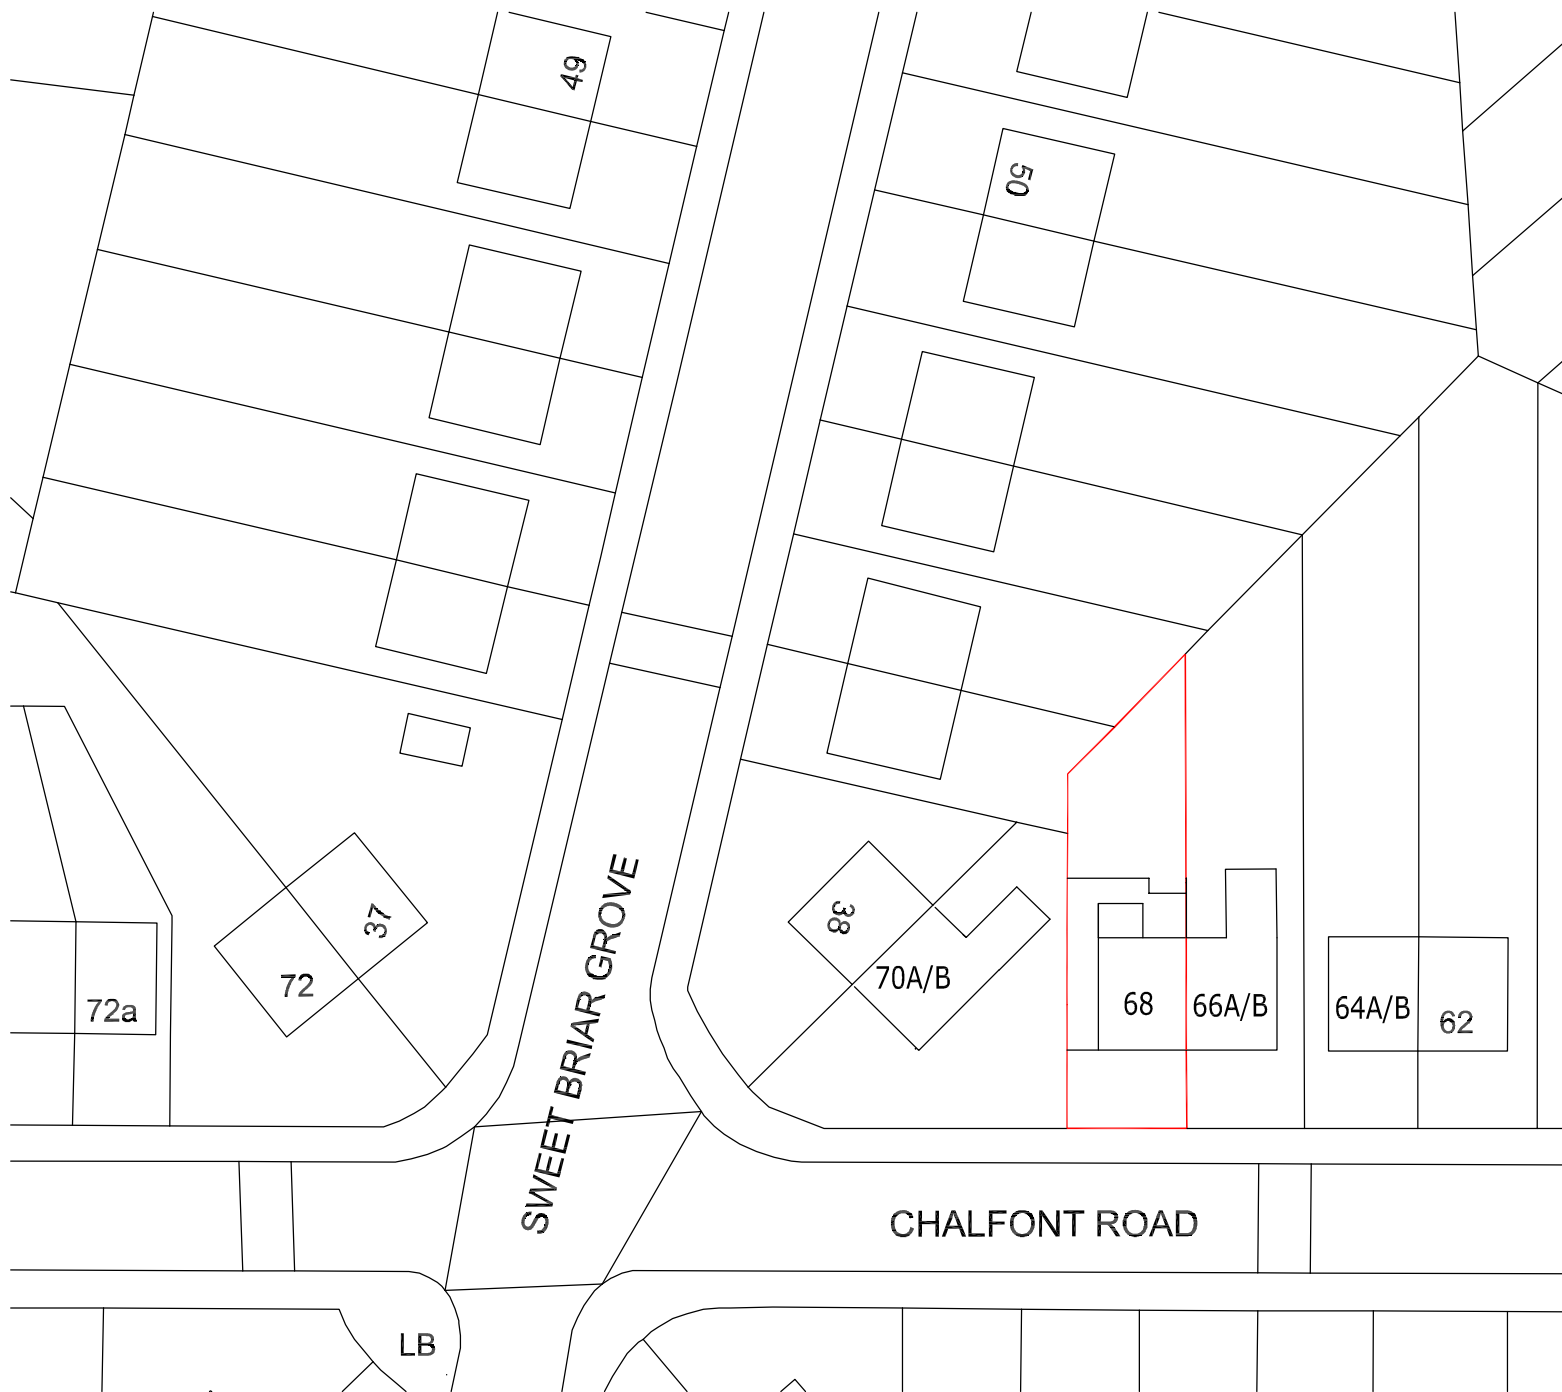 49
50
37
72
72a
38
70A/B
68
66A/B
64A/B
62
SWEET BRIAR GROVE
CHALFONT ROAD
LB